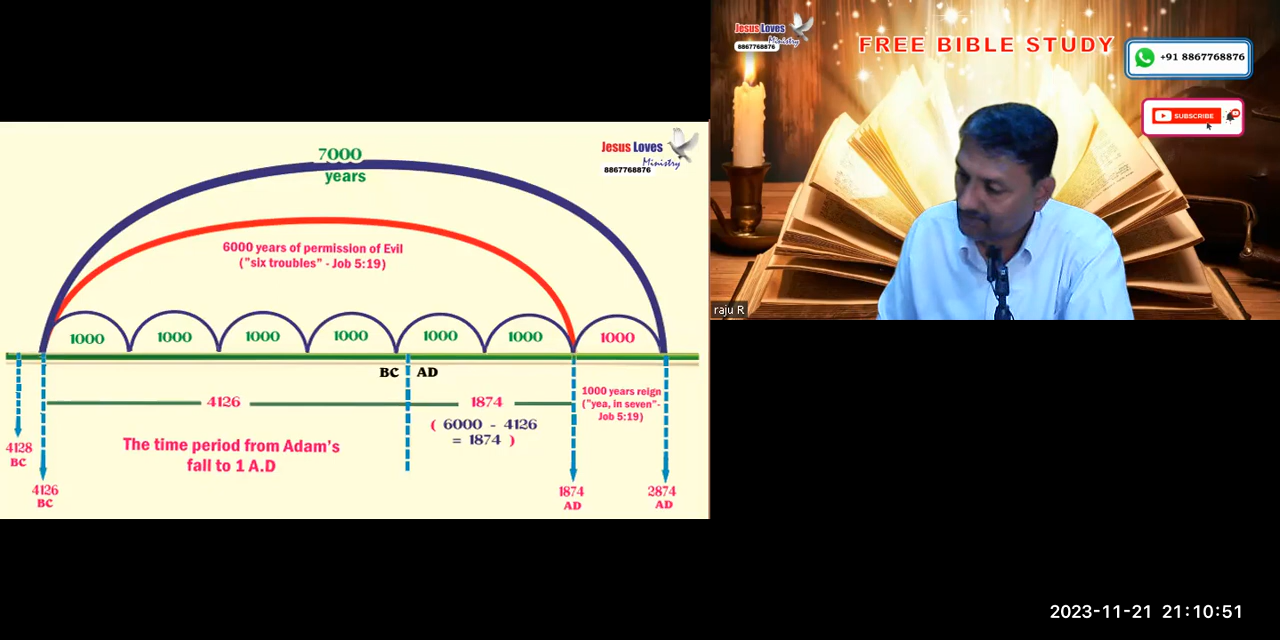 7000
years
Jesus Loves
Ministry
8867768876
6000 years of permission of Evil
("six troubles" - Job 5:19)
1000
1000
1000
1000
1000
1000
1000
BC
AD
4126
1874
( 6000 - 4126
= 1874 )
1000 years reign
("yea, in seven"-
Job 5:19)
The time period from Adam's
fall to 1 A.D
4128
BC
4126
BC
1874
AD
2874
AD
Jesus Loves
Ministry
8867768876
FREE BIBLE STUDY
+91 8867768876
SUBSCRIBE
raju R
2023-11-21 21:10:51